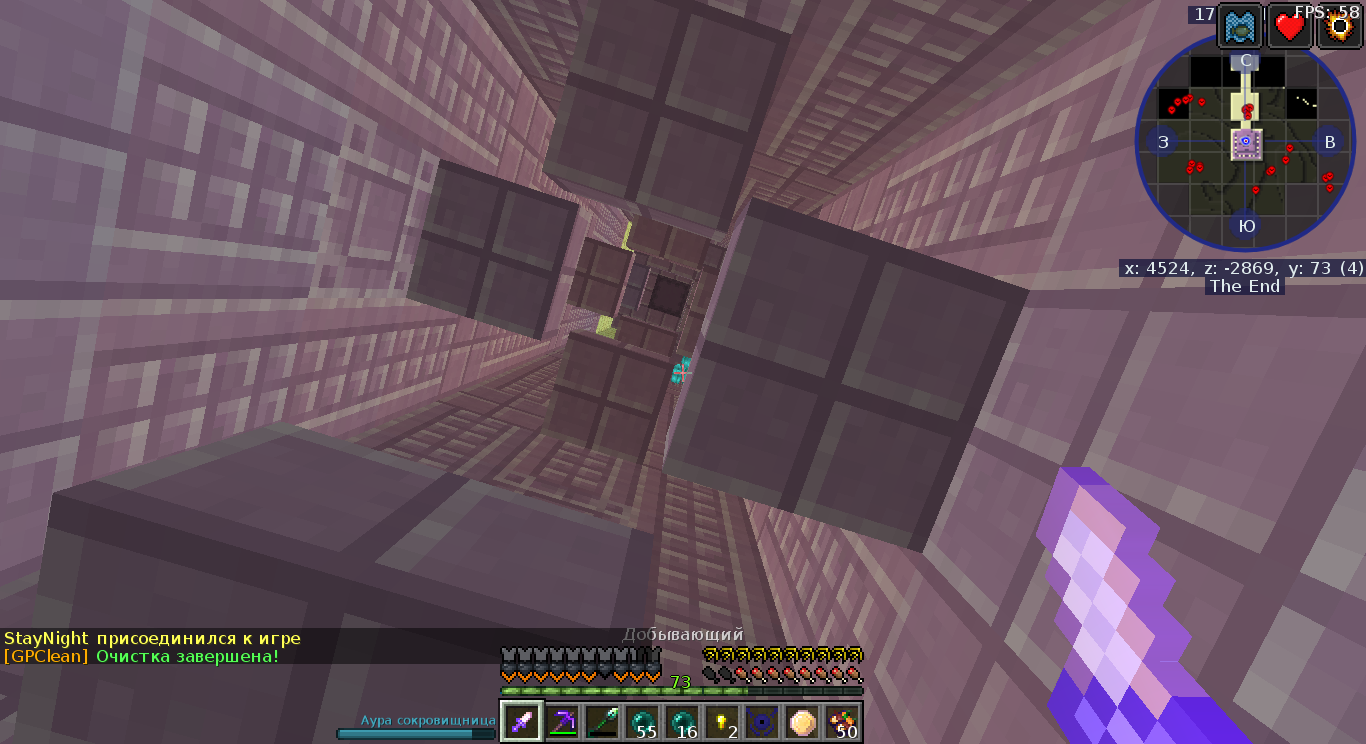 FPS: 58
17
С
З
В
Ю
x: 4524, z: -2869, y: 73 (4)
The End
StayNight присоединился к игре
[GPClean] Очистка завершена!
Добывающий
73
Аура сокровищница
55
16
2
50